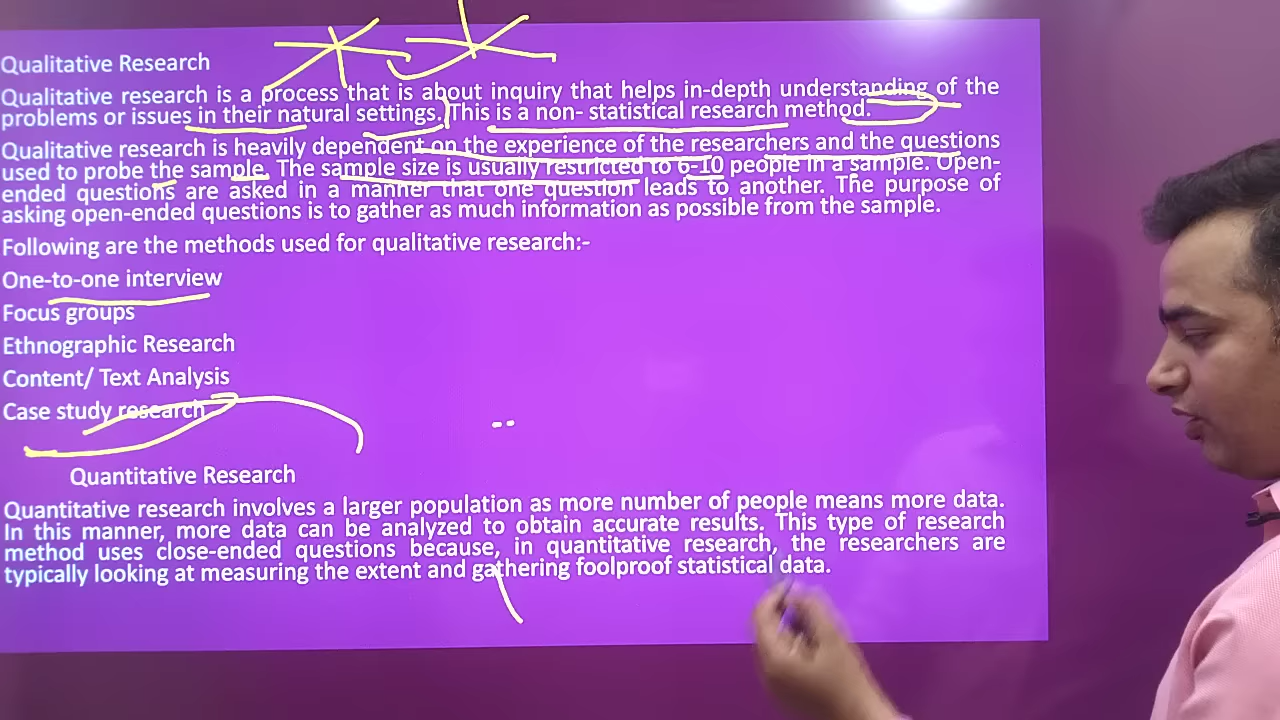 Qualitative Research
Qualitative research is a process that is about inquiry that helps in-depth understanding of the
problems or issues in their natural settings. This is a non- statistical research method.
Qualitative research is heavily dependent on the experience of the researchers and the questions
used to probe the sample. The sample size is usually restricted to 6-10 people in a sample. Open-
ended questions are asked in a manner that one question leads to another. The purpose of
asking open-ended questions is to gather as much information as possible from the sample.
Following are the methods used for qualitative research:-
One-to-one interview
Focus groups
Ethnographic Research
Content/ Text Analysis
Case study research
Quantitative Research
Quantitative research involves a larger population as more number of people means more data.
In this manner, more data can be analyzed to obtain accurate results. This type of research
method uses close-ended questions because, in quantitative research, the researchers are
typically looking at measuring the extent and gathering foolproof statistical data.